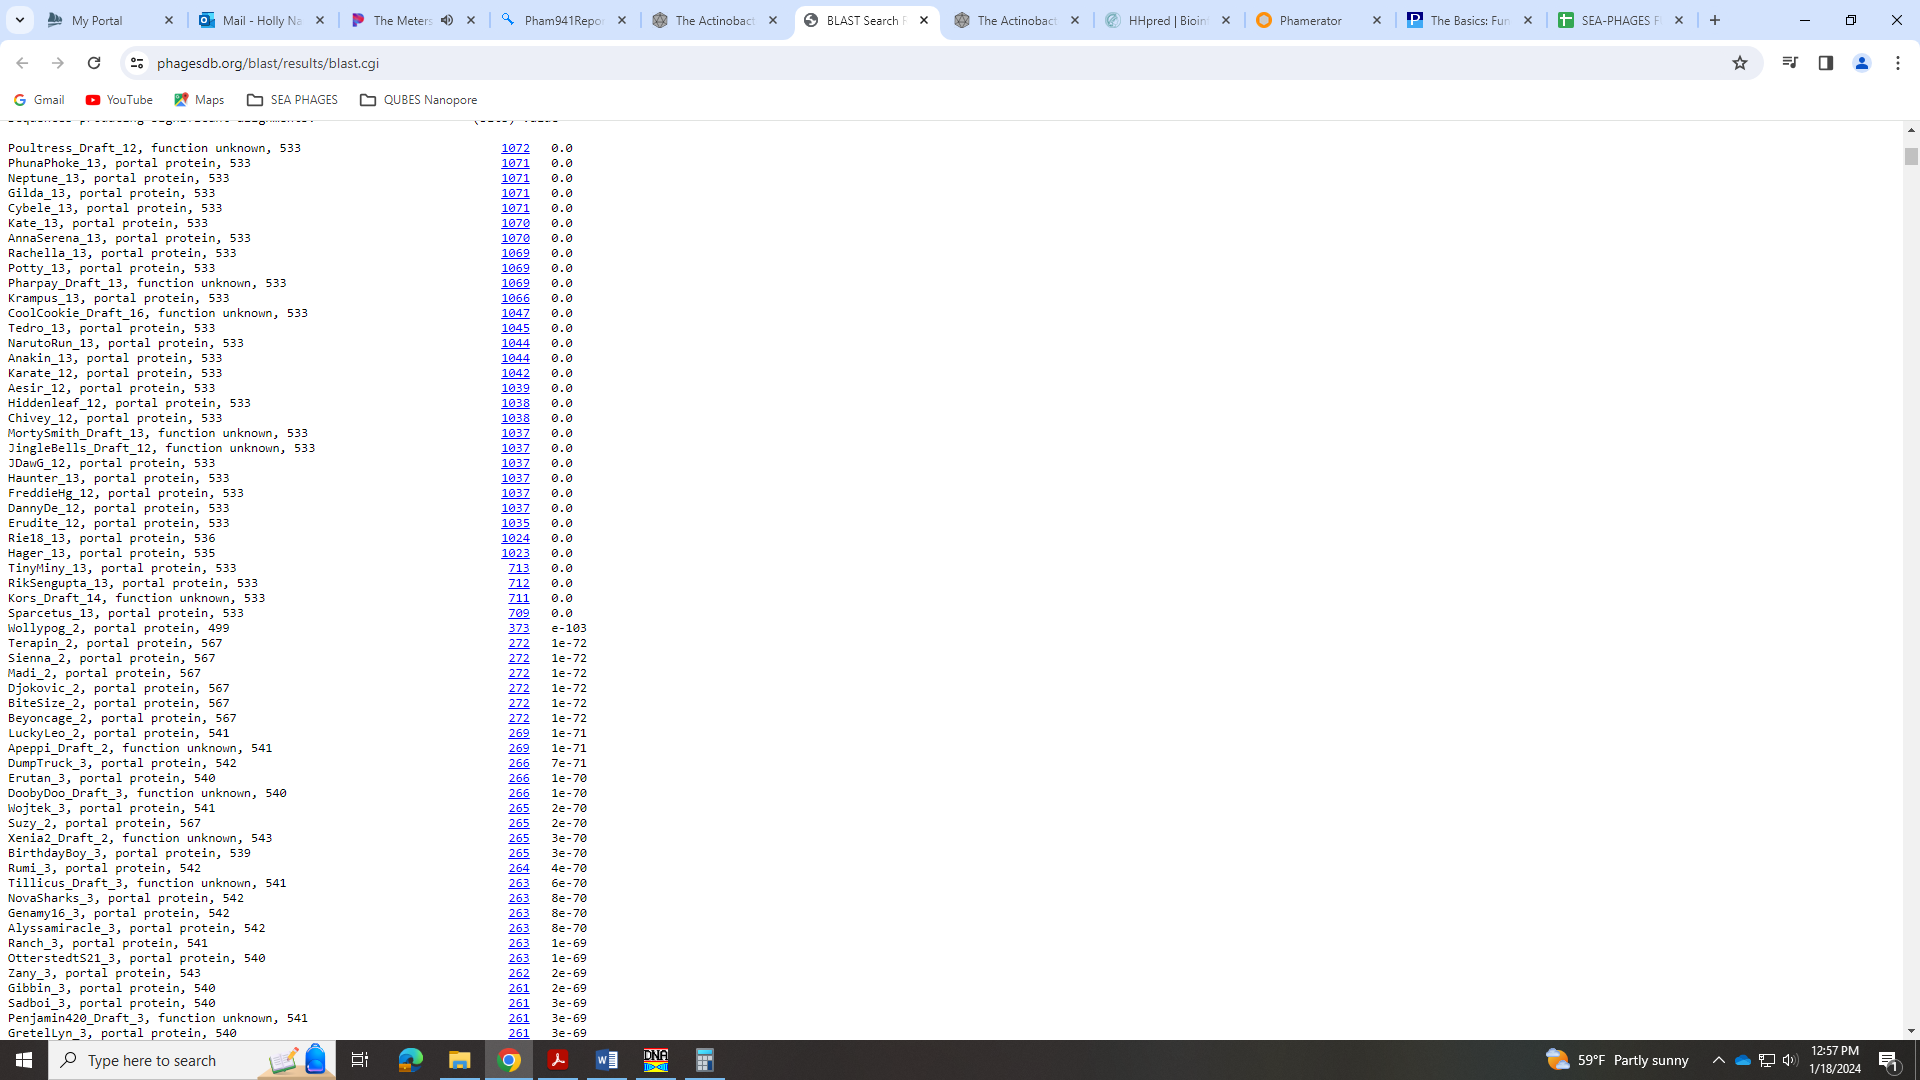 My Portal
Mail - Holly Na
The Meters
Pham941Repo
The Actinobact
BLAST Search R
The Actinobact
HHpred | Bioin
Phamerator
The Basics: Fun
SEA-PHAGES F
phagesdb.org/blast/results/blast.cgi
Gmail YouTube Maps SEA PHAGES QUBES Nanopore
Sequences producing significant alignments: (bits) Value
Poultress_Draft_12, function unknown, 533 1072 0.0
PhunaPhoke_13, portal protein, 533 1071 0.0
Neptune_13, portal protein, 533 1071 0.0
Gilda_13, portal protein, 533 1071 0.0
Cybele_13, portal protein, 533 1071 0.0
Kate_13, portal protein, 533 1070 0.0
AnnaSerena_13, portal protein, 533 1070 0.0
Rachella_13, portal protein, 533 1069 0.0
Potty_13, portal protein, 533 1069 0.0
Pharpay_Draft_13, function unknown, 533 1069 0.0
Krampus_13, portal protein, 533 1066 0.0
CoolCookie_Draft_16, function unknown, 533 1047 0.0
Tedro_13, portal protein, 533 1045 0.0
NarutoRun_13, portal protein, 533 1044 0.0
Anakin_13, portal protein, 533 1044 0.0
Karate_12, portal protein, 533 1042 0.0
Aesir_12, portal protein, 533 1039 0.0
Hiddenleaf_12, portal protein, 533 1038 0.0
Chivey_12, portal protein, 533 1038 0.0
MortySmith_Draft_13, function unknown, 533 1037 0.0
JingleBells_Draft_12, function unknown, 533 1037 0.0
JDawG_12, portal protein, 533 1037 0.0
Haunter_13, portal protein, 533 1037 0.0
FreddieHg_12, portal protein, 533 1037 0.0
DannyDe_12, portal protein, 533 1037 0.0
Erudite_12, portal protein, 533 1035 0.0
Rie18_13, portal protein, 536 1024 0.0
Hager_13, portal protein, 535 1023 0.0
TinyMiny_13, portal protein, 533 713 0.0
RikSengupta_13, portal protein, 533 712 0.0
Kors_Draft_14, function unknown, 533 711 0.0
Sparcetus_13, portal protein, 533 709 0.0
Wollypog_2, portal protein, 499 373 e-103
Terapin_2, portal protein, 567 272 1e-72
Sienna_2, portal protein, 567 272 1e-72
Madi_2, portal protein, 567 272 1e-72
Djokovic_2, portal protein, 567 272 1e-72
BiteSize_2, portal protein, 567 272 1e-72
Beyoncage_2, portal protein, 567 272 1e-72
LuckyLeo_2, portal protein, 541 269 1e-71
Apeppi_Draft_2, function unknown, 541 269 1e-71
DumpTruck_3, portal protein, 542 266 7e-71
Erutan_3, portal protein, 540 266 1e-70
DoobyDoo_Draft_3, function unknown, 540 266 1e-70
Wojtek_3, portal protein, 541 265 2e-70
Suzy_2, portal protein, 567 265 2e-70
Xenia2_Draft_2, function unknown, 543 265 3e-70
BirthdayBoy_3, portal protein, 539 265 3e-70
Rumi_3, portal protein, 542 264 4e-70
Tillicus_Draft_3, function unknown, 541 263 6e-70
NovaSharks_3, portal protein, 542 263 8e-70
Genamy16_3, portal protein, 542 263 8e-70
Alyssamiracle_3, portal protein, 542 263 8e-70
Ranch_3, portal protein, 541 263 1e-69
OtterstedtS21_3, portal protein, 540 263 1e-69
Zany_3, portal protein, 543 262 2e-69
Gibbin_3, portal protein, 540 261 2e-69
Sadboi_3, portal protein, 540 261 3e-69
Penjamin420_Draft_3, function unknown, 541 261 3e-69
GretelLyn_3, portal protein, 540 261 3e-69
Type here to search
DNA
59°F Partly sunny
12:57 PM
1/18/2024
1